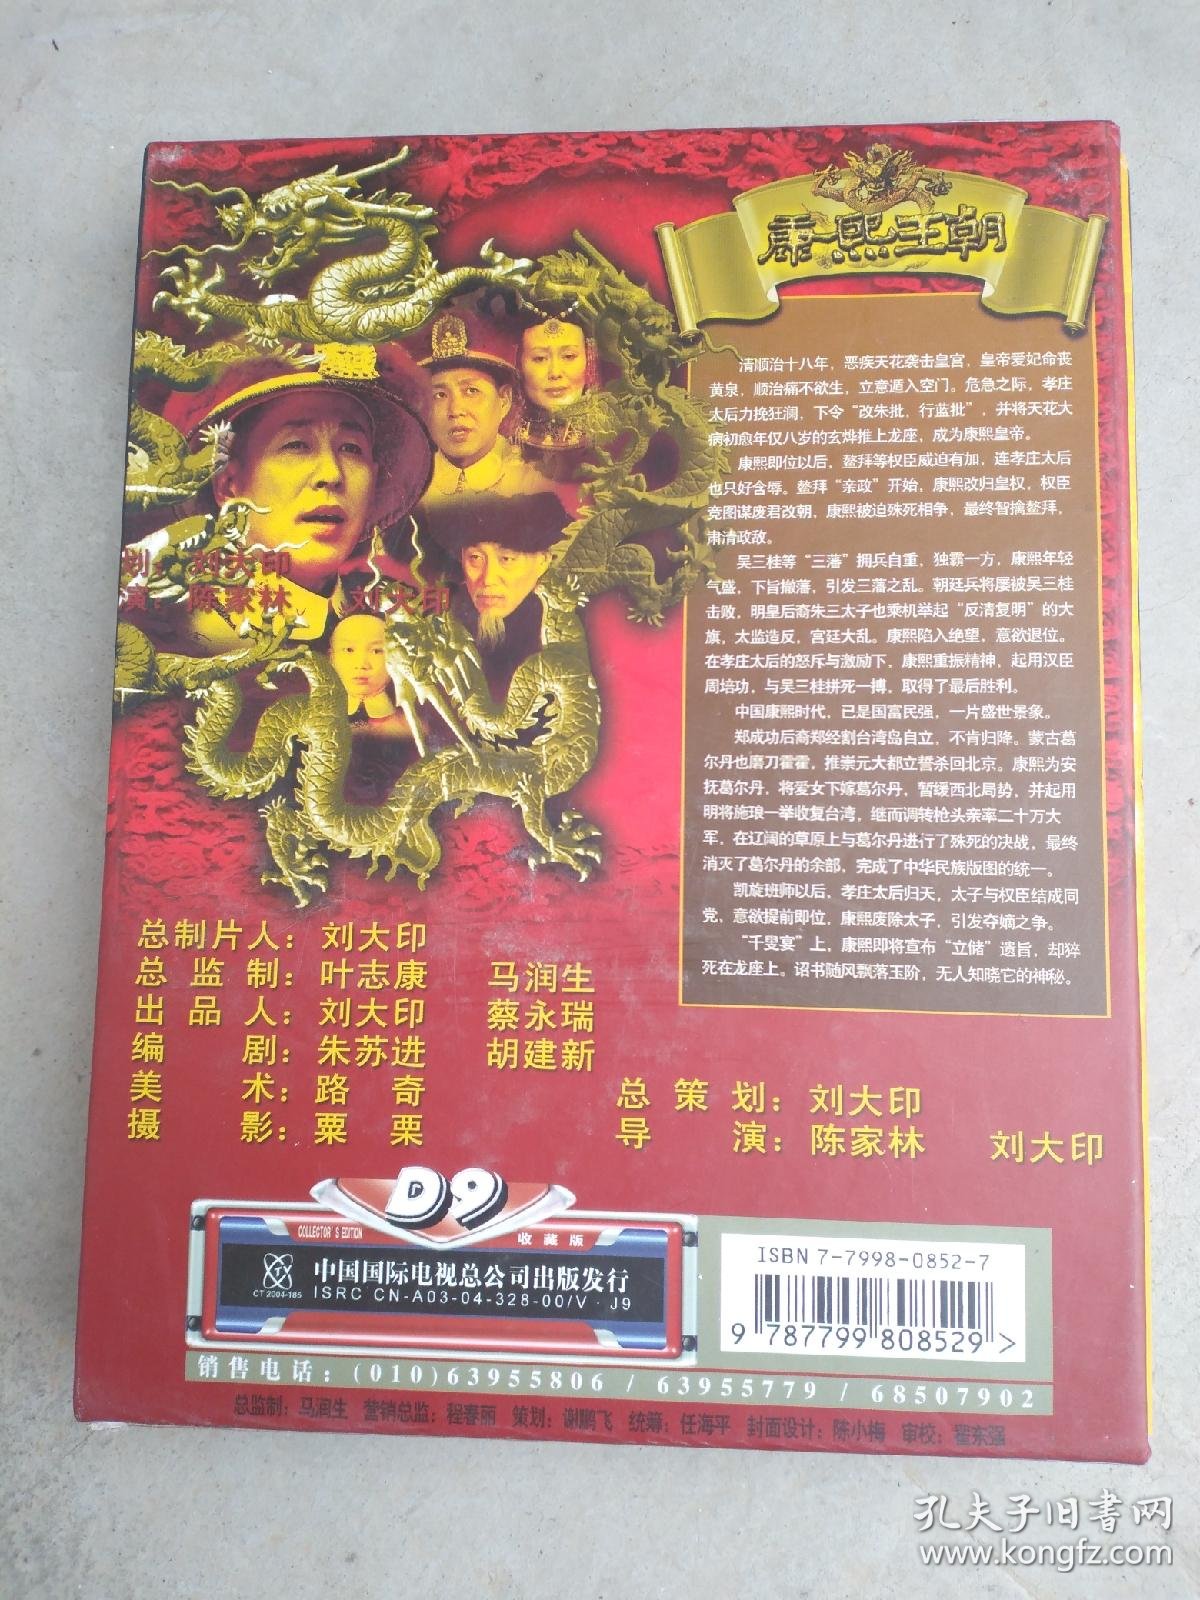 康熙王朝
清顺治十八年，恶疾天花袭击皇宫，皇帝爱妃命丧
黄泉，顺治痛不欲生，立意遁入空门。危急之际，孝庄
太后力挽狂澜，下令“改朱批，行蓝批”，并将天花大
病初愈年仅八岁的玄烨推上龙座，成为康熙皇帝。
康熙即位以后，鳌拜等权臣威迫有加，连孝庄太后
也只好含辱。鳌拜“亲政”开始，康熙改归皇权，权臣
竞图谋废君改朝，康熙被迫殊死相争，最终智擒鳌拜，
肃清政敌。
吴三桂等“三藩”拥兵自重，独霸一方，康熙年轻
气盛，下旨撤藩，引发三藩之乱。朝廷兵将屡被吴三桂
击败，明皇后裔朱三太子也乘机举起“反清复明”的大
旗，太监造反，宫廷大乱。康熙陷入绝望，意欲退位。
在孝庄太后的怒斥与激励下，康熙重振精神，起用汉臣
周培功，与吴三桂拼死一搏，取得了最后胜利。
中国康熙时代，已是国富民强，一片盛世景象。
郑成功后裔郑经割台湾岛自立，不肯归降。蒙古葛
尔丹也磨刀霍霍，推崇元大都立誓杀回北京。康熙为安
抚葛尔丹，将爱女下嫁葛尔丹，暂缓西北局势，并起用
明将施琅一举收复台湾，继而调转枪头亲率二十万大
军，在辽阔的草原上与葛尔丹进行了殊死的决战，最终
消灭了葛尔丹的余部，完成了中华民族版图的统一。
凯旋班师以后，孝庄太后归天，太子与权臣结成同
党，意欲提前即位，康熙废除太子，引发夺嫡之争。
“千叟宴”上，康熙即将宣布“立储”遗旨，却猝
死在龙座上。诏书随风飘落玉阶，无人知晓它的神秘。
划：刘大印
演：陈家林 刘大印
总制片人：刘大印
总监制：叶志康 马润生
出品人：刘大印 蔡永瑞
编剧：朱苏进 胡建新
美术：路奇
摄影：粟栗
总策划：刘大印
导演：陈家林 刘大印
D9
COLLECTOR'S EDITION 收藏版
中国国际电视总公司出版发行
CT 2004-185 ISRC CN-A03-04-328-00/V·J9
ISBN 7-7998-0852-7
9 787799 808529 >
销售电话：(010)63955806 / 63955779 / 68507902
总监制：马润生 营销总监：程春丽 策划：谢鹏飞 统筹：任海平 封面设计：陈小梅 审校：翟东强
孔夫子旧书网
www.kongfz.com